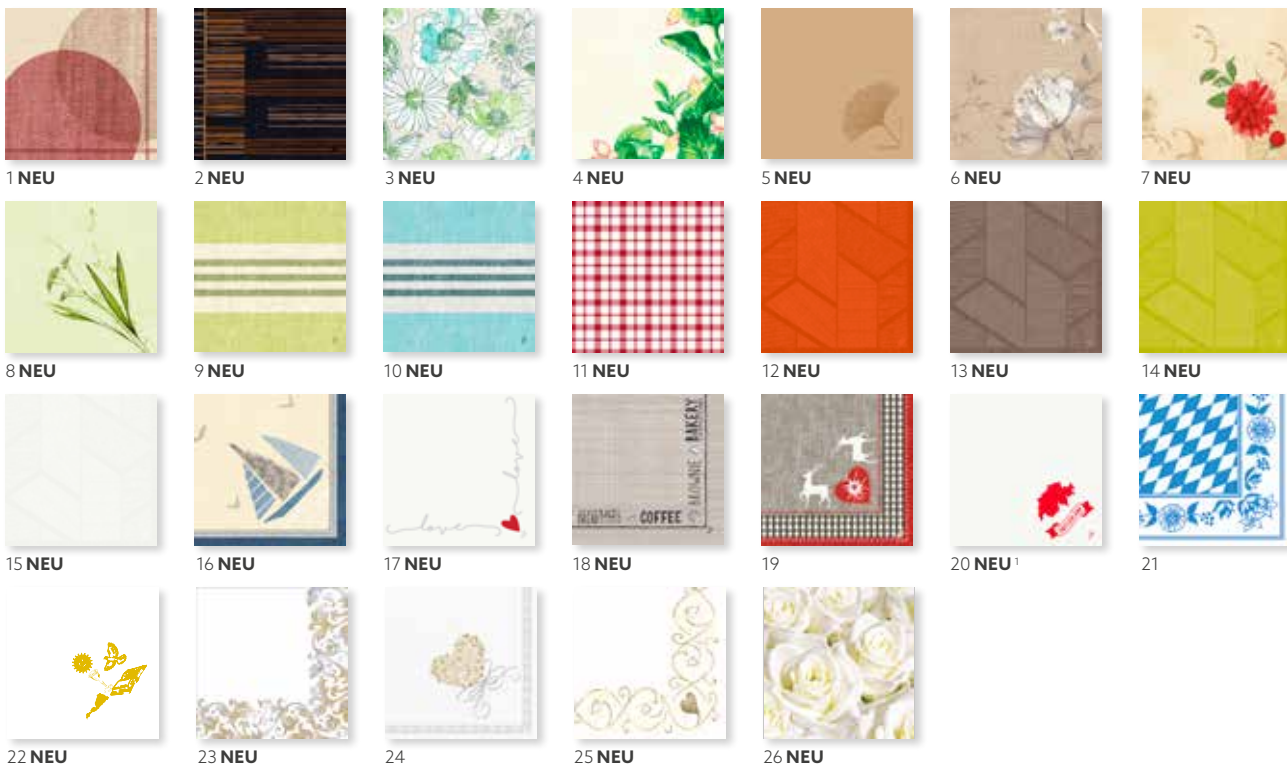 1 NEU
2 NEU
3 NEU
4 NEU
5 NEU
6 NEU
7 NEU
8 NEU
9 NEU
10 NEU
11 NEU
12 NEU
13 NEU
14 NEU
love
love
COFFEE
BROWNIE
BAKERY
15 NEU
16 NEU
17 NEU
18 NEU
19
20 NEU ¹
21
22 NEU
23 NEU
24
25 NEU
26 NEU